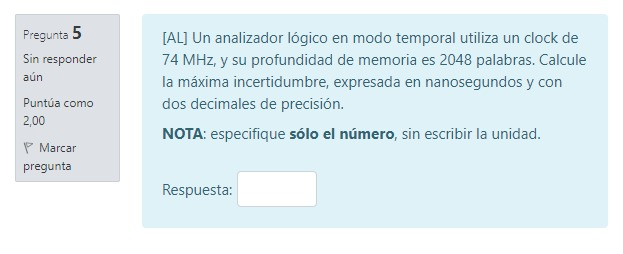 Pregunta 5
Sin responder
aún
Puntúa como
2,00
Marcar
pregunta
[AL] Un analizador lógico en modo temporal utiliza un clock de
74 MHz, y su profundidad de memoria es 2048 palabras. Calcule
la máxima incertidumbre, expresada en nanosegundos y con
dos decimales de precisión.
NOTA: especifique sólo el número, sin escribir la unidad.
Respuesta: